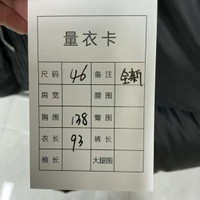 量衣卡
尺码 46 备注 全新
肩宽 腰围
胸围 138 臀围
衣长 93 裤长
袖长 大腿围